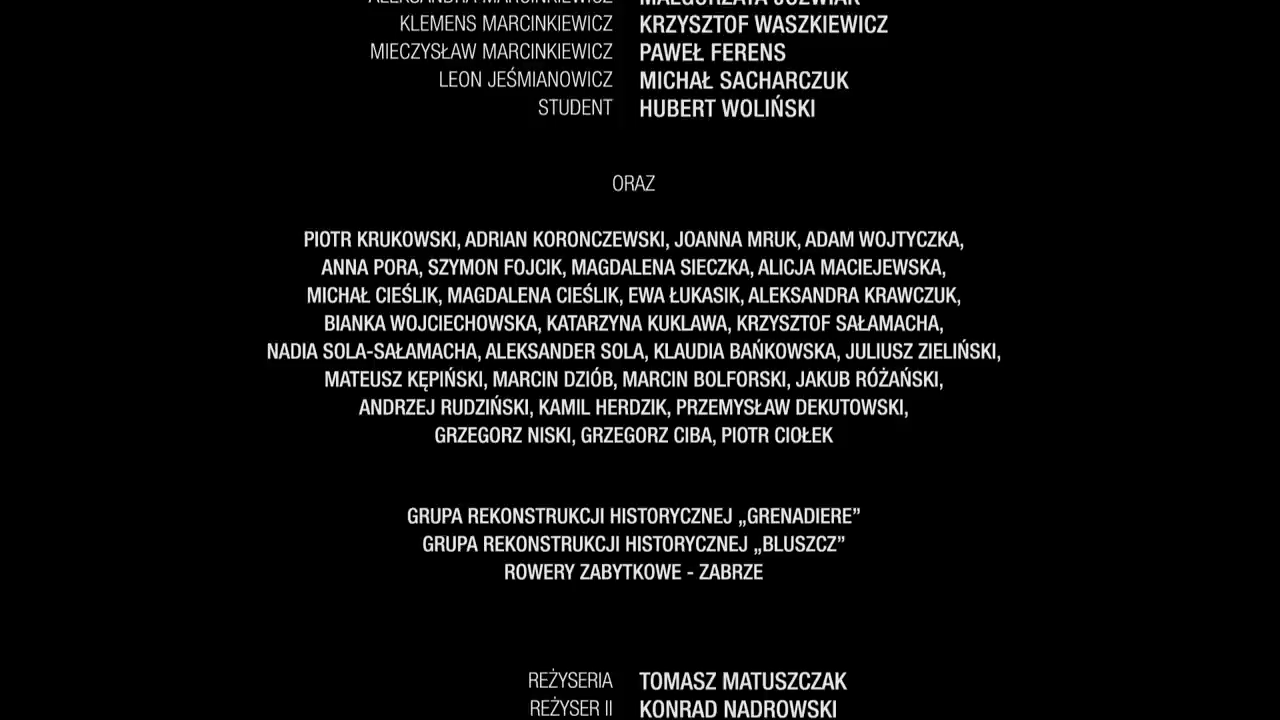 ALEKSANDRA MARCINKIEWICZ MAŁGORZATA JÓŹWIAK
KLEMENS MARCINKIEWICZ KRZYSZTOF WASZKIEWICZ
MIECZYSŁAW MARCINKIEWICZ PAWEŁ FERENS
LEON JEŚMIANOWICZ MICHAŁ SACHARCZUK
STUDENT HUBERT WOLIŃSKI
ORAZ
PIOTR KRUKOWSKI, ADRIAN KORONCZEWSKI, JOANNA MRUK, ADAM WOJTYCZKA,
ANNA PORA, SZYMON FOJCIK, MAGDALENA SIECZKA, ALICJA MACIEJEWSKA,
MICHAŁ CIEŚLIK, MAGDALENA CIEŚLIK, EWA ŁUKASIK, ALEKSANDRA KRAWCZUK,
BIANKA WOJCIECHOWSKA, KATARZYNA KUKLAWA, KRZYSZTOF SAŁAMACHA,
NADIA SOLA-SAŁAMACHA, ALEKSANDER SOLA, KLAUDIA BAŃKOWSKA, JULIUSZ ZIELIŃSKI,
MATEUSZ KĘPIŃSKI, MARCIN DZIÓB, MARCIN BOLFORSKI, JAKUB RÓŻAŃSKI,
ANDRZEJ RUDZIŃSKI, KAMIL HERDZIK, PRZEMYSŁAW DEKUTOWSKI,
GRZEGORZ NISKI, GRZEGORZ CIBA, PIOTR CIOŁEK
GRUPA REKONSTRUKCJI HISTORYCZNEJ „GRENADIERE”
GRUPA REKONSTRUKCJI HISTORYCZNEJ „BLUSZCZ”
ROWERY ZABYTKOWE - ZABRZE
REŻYSERIA TOMASZ MATUSZCZAK
REŻYSER II KONRAD NADROWSKI